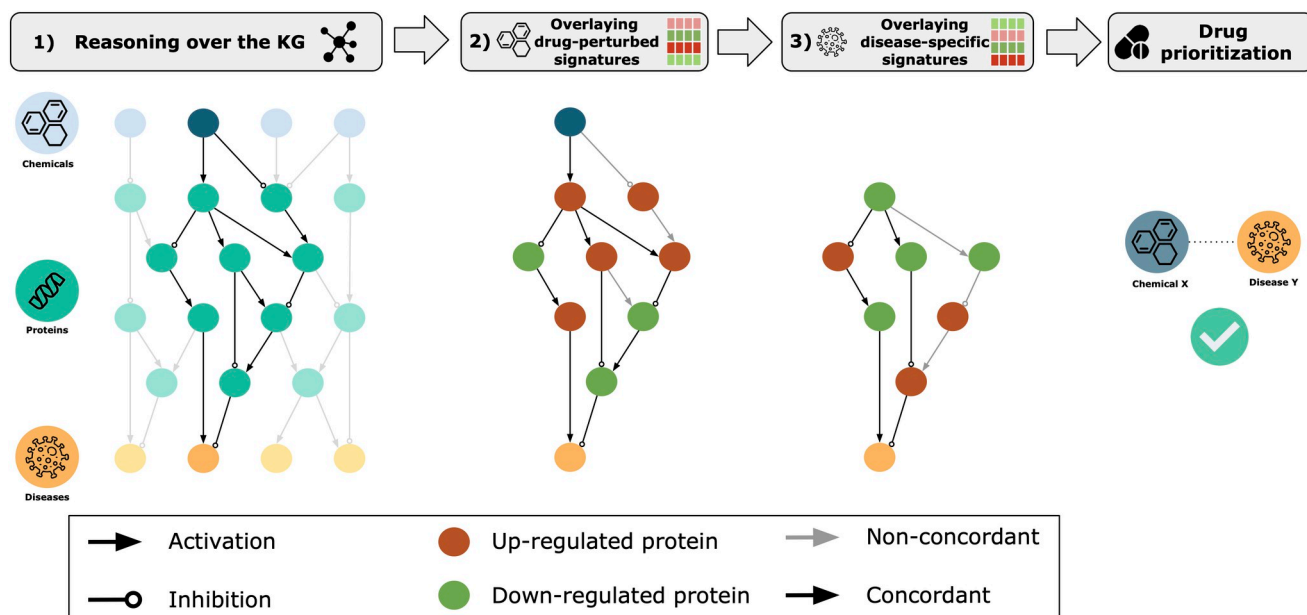 1) Reasoning over the KG
2) Overlaying
drug-perturbed
signatures
3) Overlaying
disease-specific
signatures
Drug
prioritization
Chemicals
Proteins
Diseases
Chemical X
Disease Y
Activation
Up-regulated protein
Non-concordant
Inhibition
Down-regulated protein
Concordant